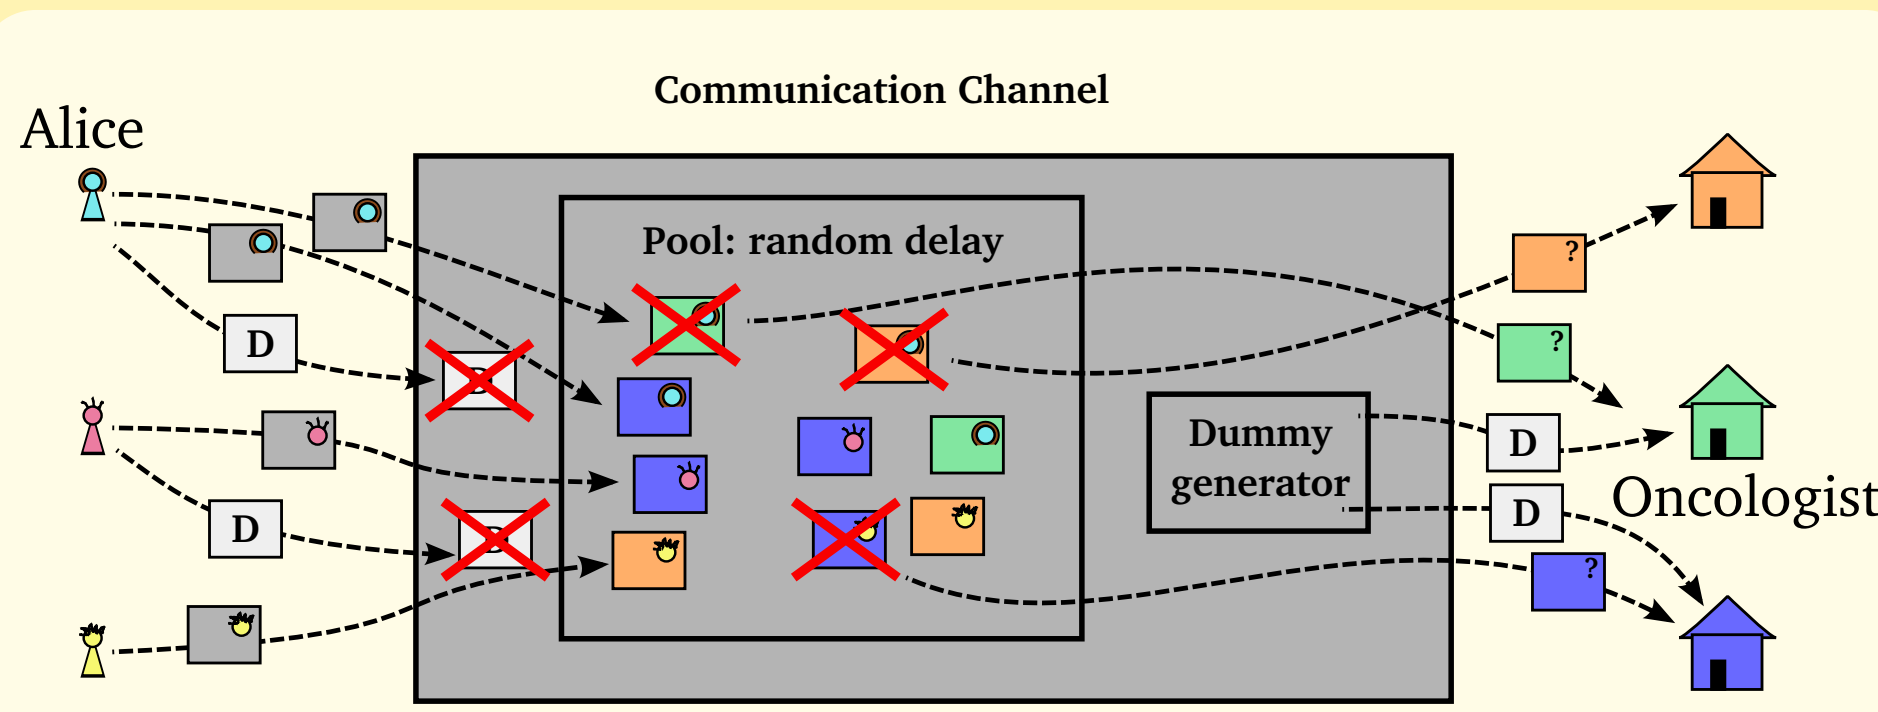 Communication Channel
Alice
Pool: random delay
?
?
D
D
Dummy
generator
D
D
Oncologist
D
D
D
?